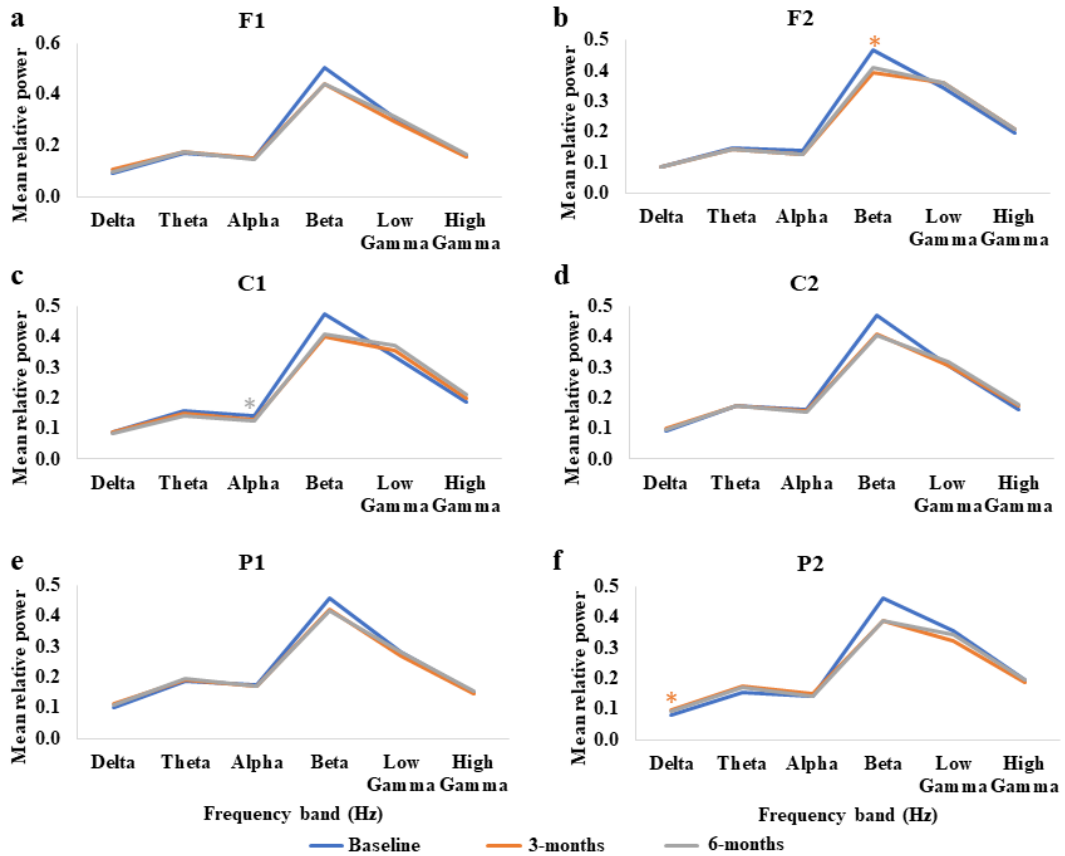 a
F1
Mean relative power
0.6
0.4
0.2
0.0
Delta Theta Alpha Beta Low High
Gamma Gamma
b
F2
*
Mean relative power
0.5
0.4
0.3
0.2
0.1
0.0
Delta Theta Alpha Beta Low High
Gamma Gamma
c
C1
*
Mean relative power
0.5
0.4
0.3
0.2
0.1
0.0
Delta Theta Alpha Beta Low High
Gamma Gamma
d
C2
Mean relative power
0.5
0.4
0.3
0.2
0.1
0.0
Delta Theta Alpha Beta Low High
Gamma Gamma
e
P1
Mean relative power
0.5
0.4
0.3
0.2
0.1
0.0
Delta Theta Alpha Beta Low High
Gamma Gamma
Frequency band (Hz)
f
P2
*
Mean relative power
0.5
0.4
0.3
0.2
0.1
0.0
Delta Theta Alpha Beta Low High
Gamma Gamma
Frequency band (Hz)
Baseline 3-months 6-months